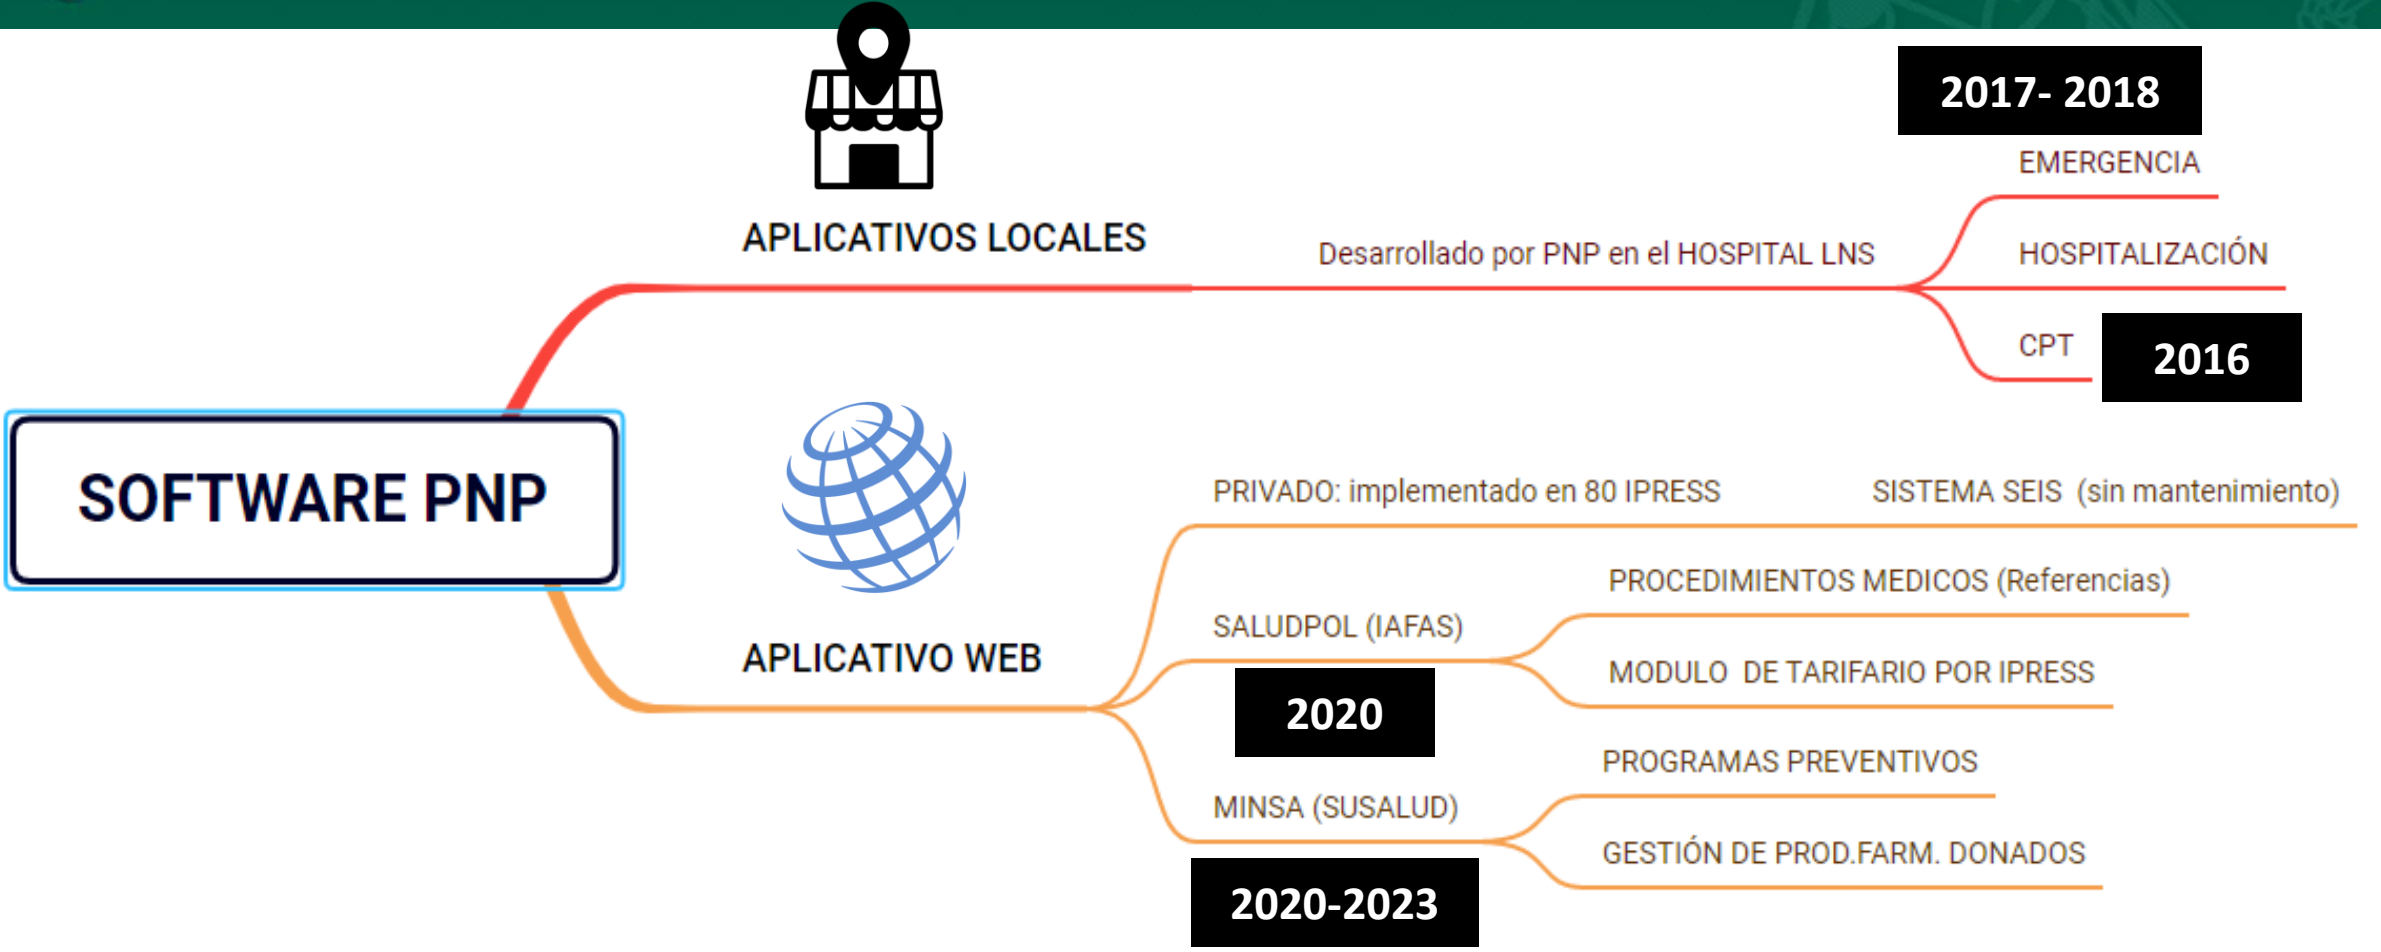 2017- 2018
EMERGENCIA
APLICATIVOS LOCALES
Desarrollado por PNP en el HOSPITAL LNS
HOSPITALIZACIÓN
CPT
2016
SOFTWARE PNP
PRIVADO: implementado en 80 IPRESS
SISTEMA SEIS (sin mantenimiento)
PROCEDIMIENTOS MEDICOS (Referencias)
SALUDPOL (IAFAS)
APLICATIVO WEB
MODULO DE TARIFARIO POR IPRESS
2020
PROGRAMAS PREVENTIVOS
MINSA (SUSALUD)
GESTIÓN DE PROD.FARM. DONADOS
2020-2023